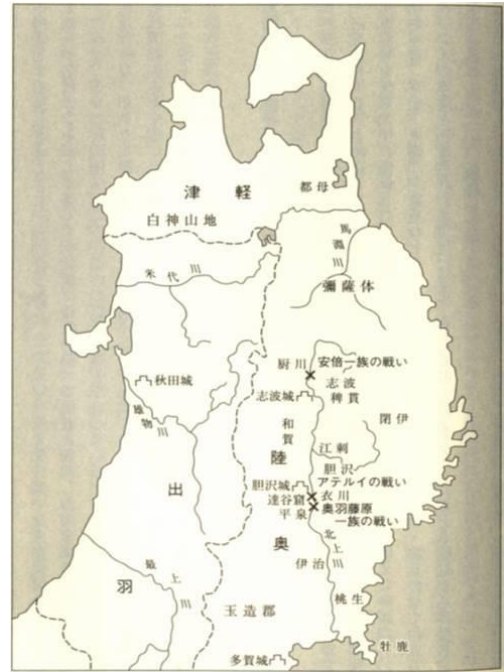 津軽
都母
白神山地
馬淵川
米代川
彌薩体
厨川
安倍一族の戦い
志波
稗貫
秋田城
志波城
閉伊
雄物川
和賀
江刺
陸奥
胆沢
出羽
胆沢城
アテルイの戦い
達谷窟
衣川
平泉
奥羽藤原
一族の戦い
北上川
伊治
最上川
桃生
玉造郡
牡鹿
多賀城